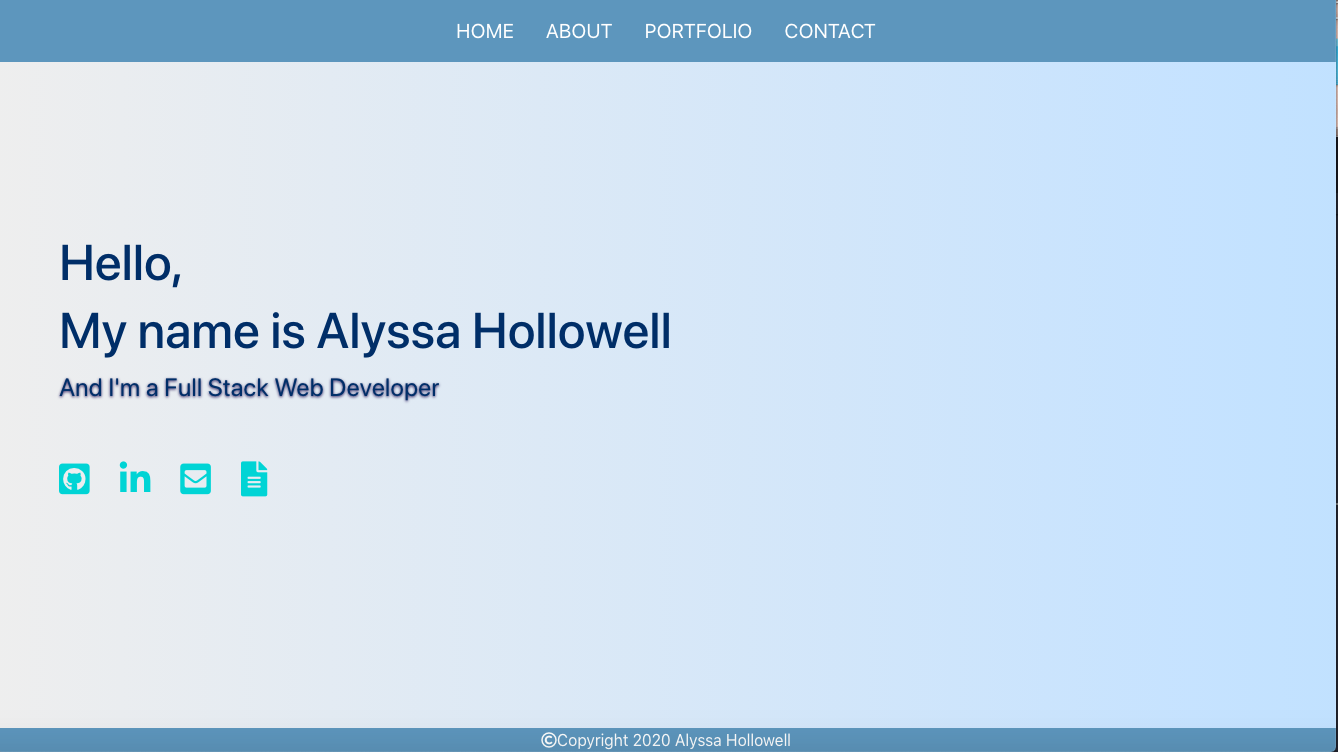 HOME ABOUT PORTFOLIO CONTACT
Hello,
My name is Alyssa Hollowell
And I'm a Full Stack Web Developer
in
©Copyright 2020 Alyssa Hollowell